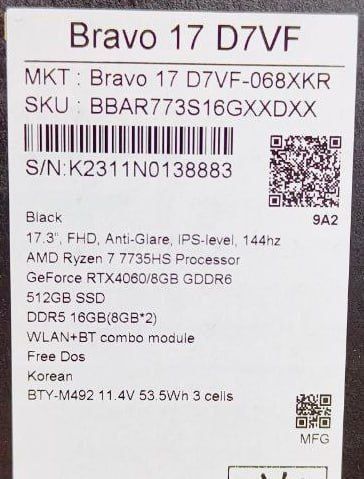 Bravo 17 D7VF
MKT : Bravo 17 D7VF-068XKR
SKU : BBAR773S16GXXDXX
S/N:K2311N0138883
9A2
Black
17.3", FHD, Anti-Glare, IPS-level, 144hz
AMD Ryzen 7 7735HS Processor
GeForce RTX4060/8GB GDDR6
512GB SSD
DDR5 16GB(8GB*2)
WLAN+BT combo module
Free Dos
Korean
BTY-M492 11.4V 53.5Wh 3 cells
MFG